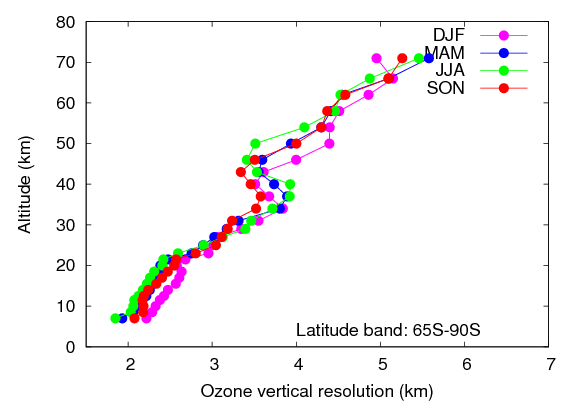 80
70
60
50
40
30
20
10
0
Altitude (km)
DJF
MAM
JJA
SON
Latitude band: 65S-90S
2 3 4 5 6 7
Ozone vertical resolution (km)